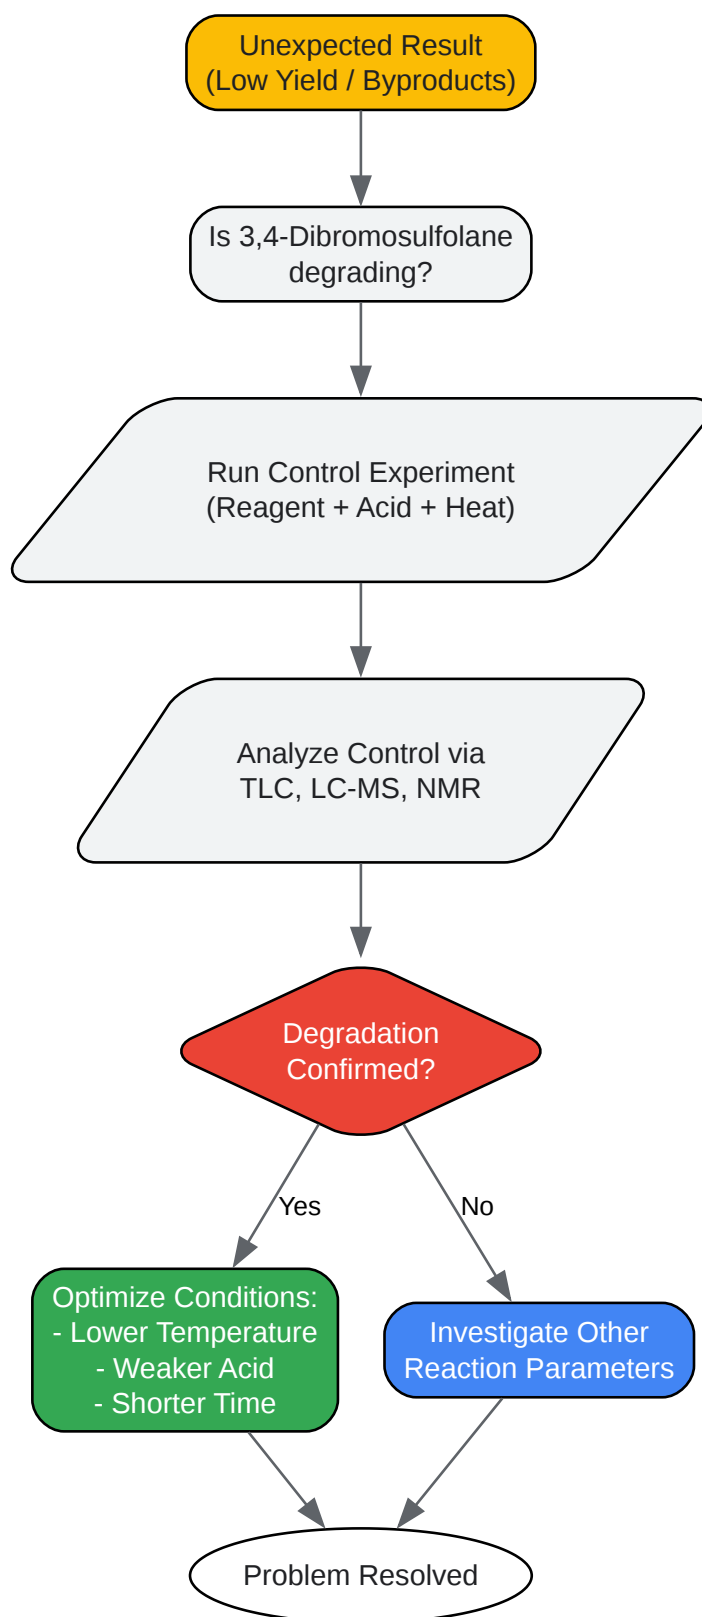 Unexpected Result
(Low Yield / Byproducts)
Is 3,4-Dibromosulfolane
degrading?
Run Control Experiment
(Reagent + Acid + Heat)
Analyze Control via
TLC, LC-MS, NMR
Degradation
Confirmed?
Yes
No
Optimize Conditions:
- Lower Temperature
- Weaker Acid
- Shorter Time
Investigate Other
Reaction Parameters
Problem Resolved